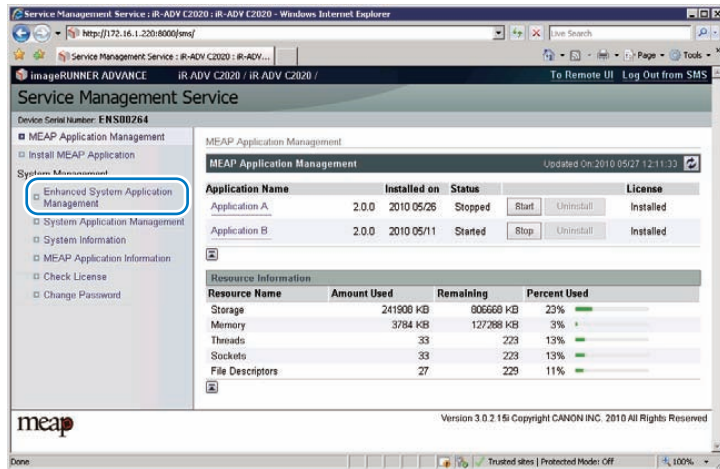 Service Management Service : iR-ADV C2020 : iR-ADV C2020 - Windows Internet Explorer
http://172.16.1.220:8000/sms/
Live Search
Service Management Service : iR-ADV C2020 : iR-ADV...
Page
Tools
imageRUNNER ADVANCE
iR ADV C2020 / iR ADV C2020 /
To Remote UI
Log Out from SMS
Service Management Service
Device Serial Number: ENS00264
MEAP Application Management
Install MEAP Application
System Management
Enhanced System Application
Management
System Application Management
System Information
MEAP Application Information
Check License
Change Password
MEAP Application Management
MEAP Application Management
Updated On:2010 05/27 12:11:33
Application Name Installed on Status License
Application A 2.0.0 2010 05/26 Stopped Start Uninstall Installed
Application B 2.0.0 2010 05/11 Started Stop Uninstall Installed
Resource Information
Resource Name Amount Used Remaining Percent Used
Storage 241908 KB 806668 KB 23%
Memory 3784 KB 127288 KB 3%
Threads 33 223 13%
Sockets 33 223 13%
File Descriptors 27 229 11%
meap
Version 3.0.2.15i Copyright CANON INC. 2010 All Rights Reserved
Done
Trusted sites | Protected Mode: Off
100%